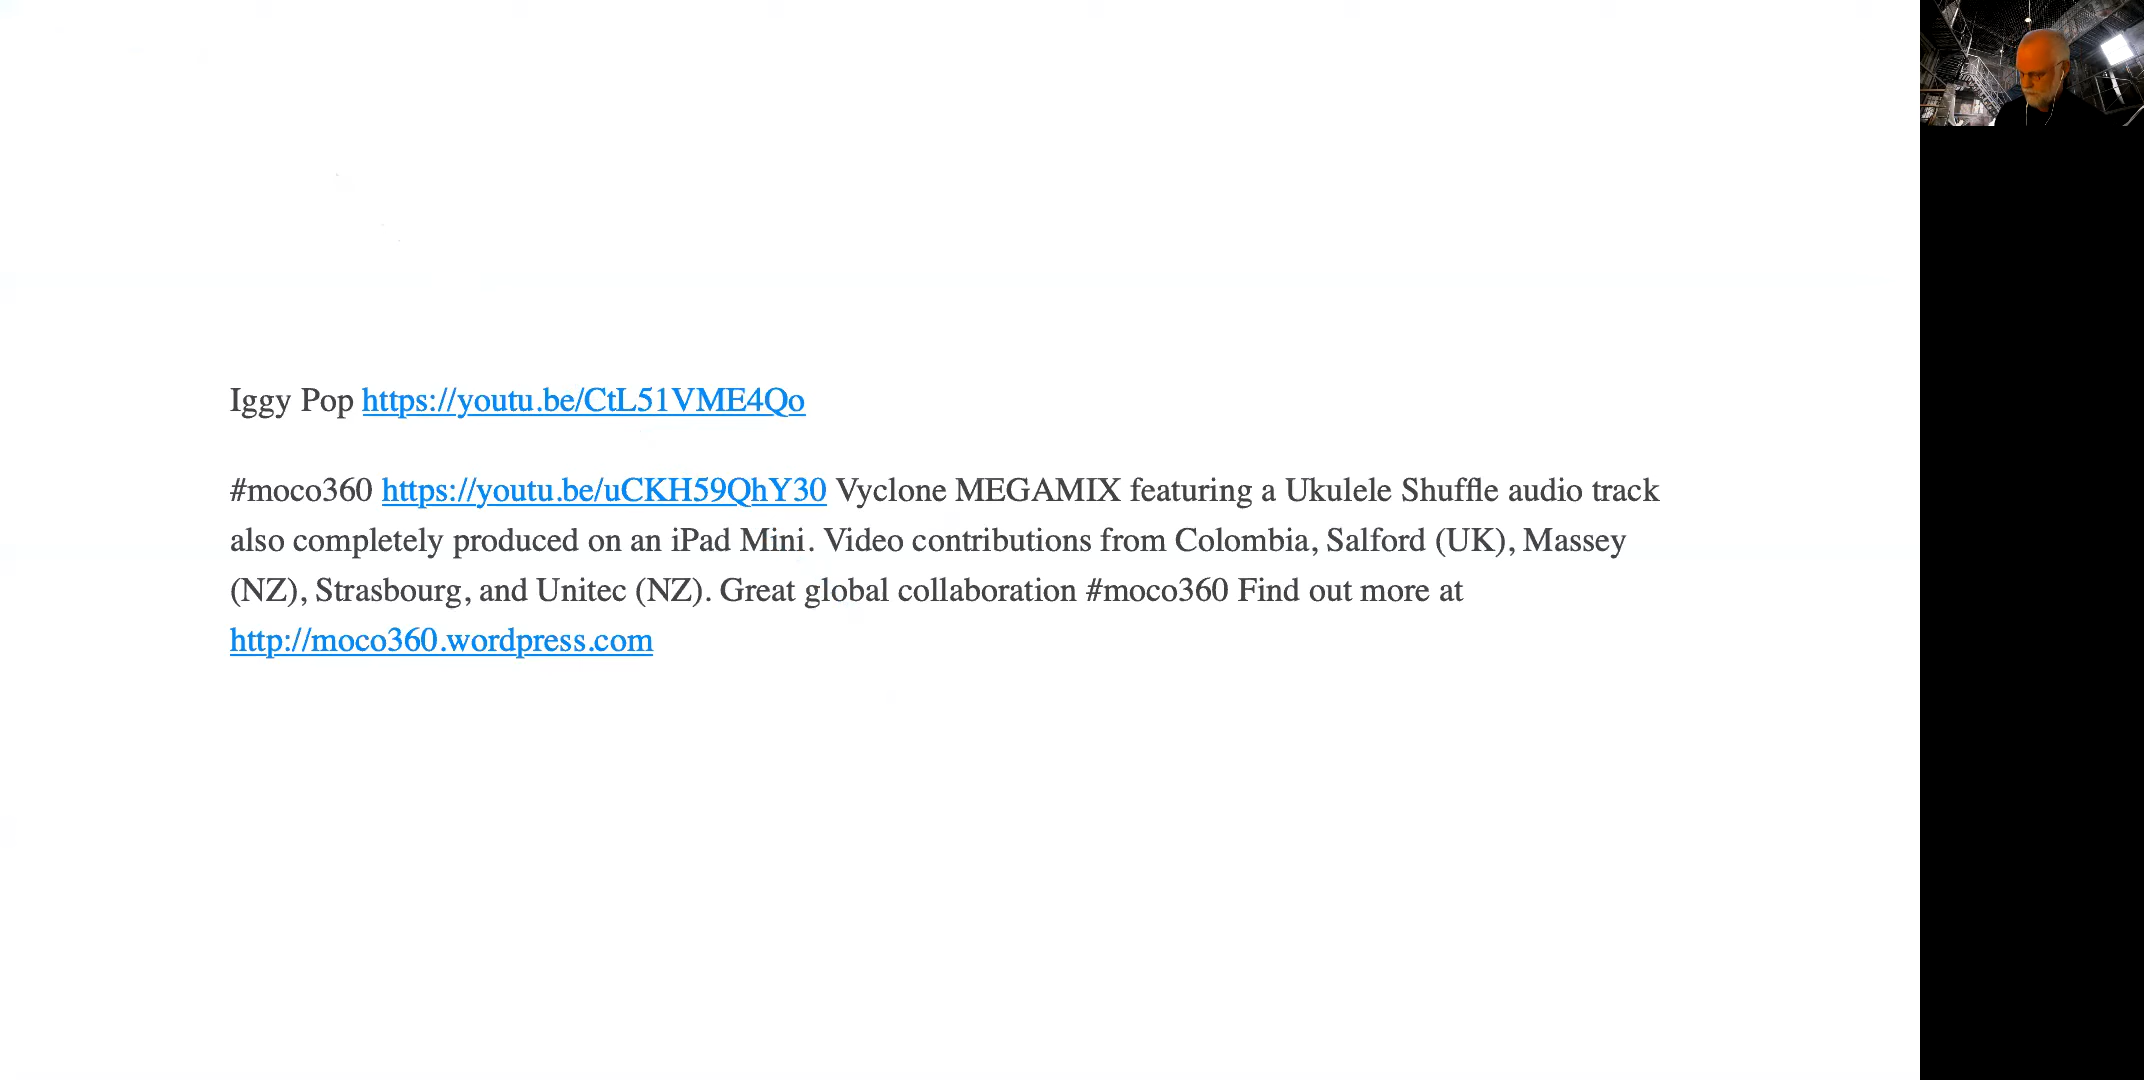 Iggy Pop https://youtu.be/CtL51VME4Qo
#moco360 https://youtu.be/uCKH59QhY30 Vyclone MEGAMIX featuring a Ukulele Shuffle audio track
also completely produced on an iPad Mini. Video contributions from Colombia, Salford (UK), Massey
(NZ), Strasbourg, and Unitec (NZ). Great global collaboration #moco360 Find out more at
http://moco360.wordpress.com